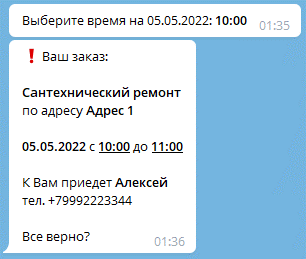 Выберите время на 05.05.2022: 10:00
01:35
❗ Ваш заказ:
Сантехнический ремонт
по адресу Адрес 1
05.05.2022 с 10:00 до 11:00
К Вам приедет Алексей
тел. +79992223344
Все верно?
01:36